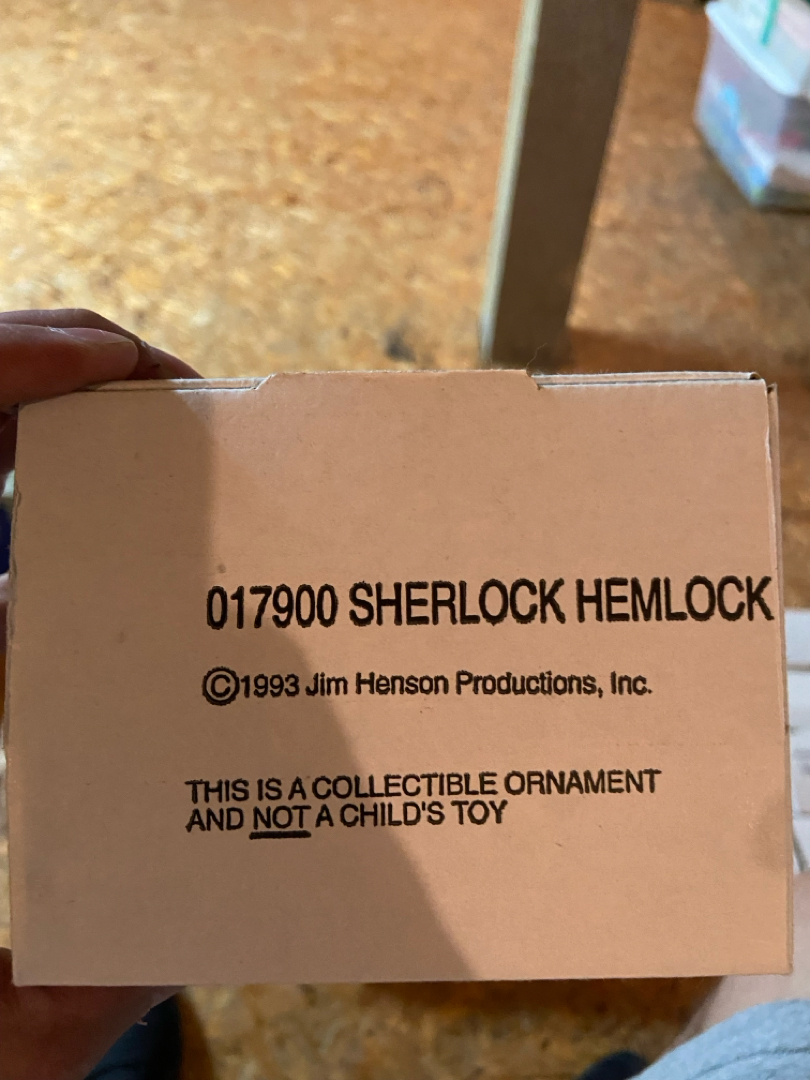 017900 SHERLOCK HEMLOCK
©1993 Jim Henson Productions, Inc.
THIS IS A COLLECTIBLE ORNAMENT
AND NOT A CHILD'S TOY